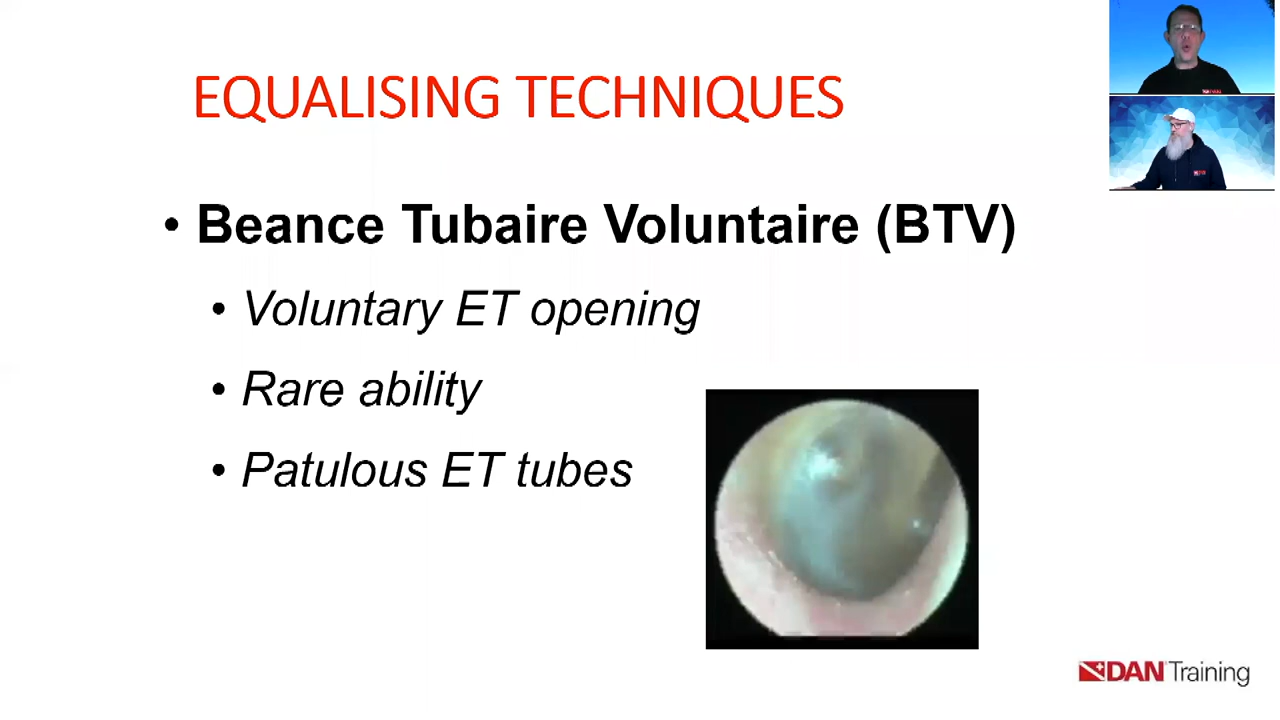 EQUALISING TECHNIQUES
• Beance Tubaire Voluntaire (BTV)
• Voluntary ET opening
• Rare ability
• Patulous ET tubes
DAN Training